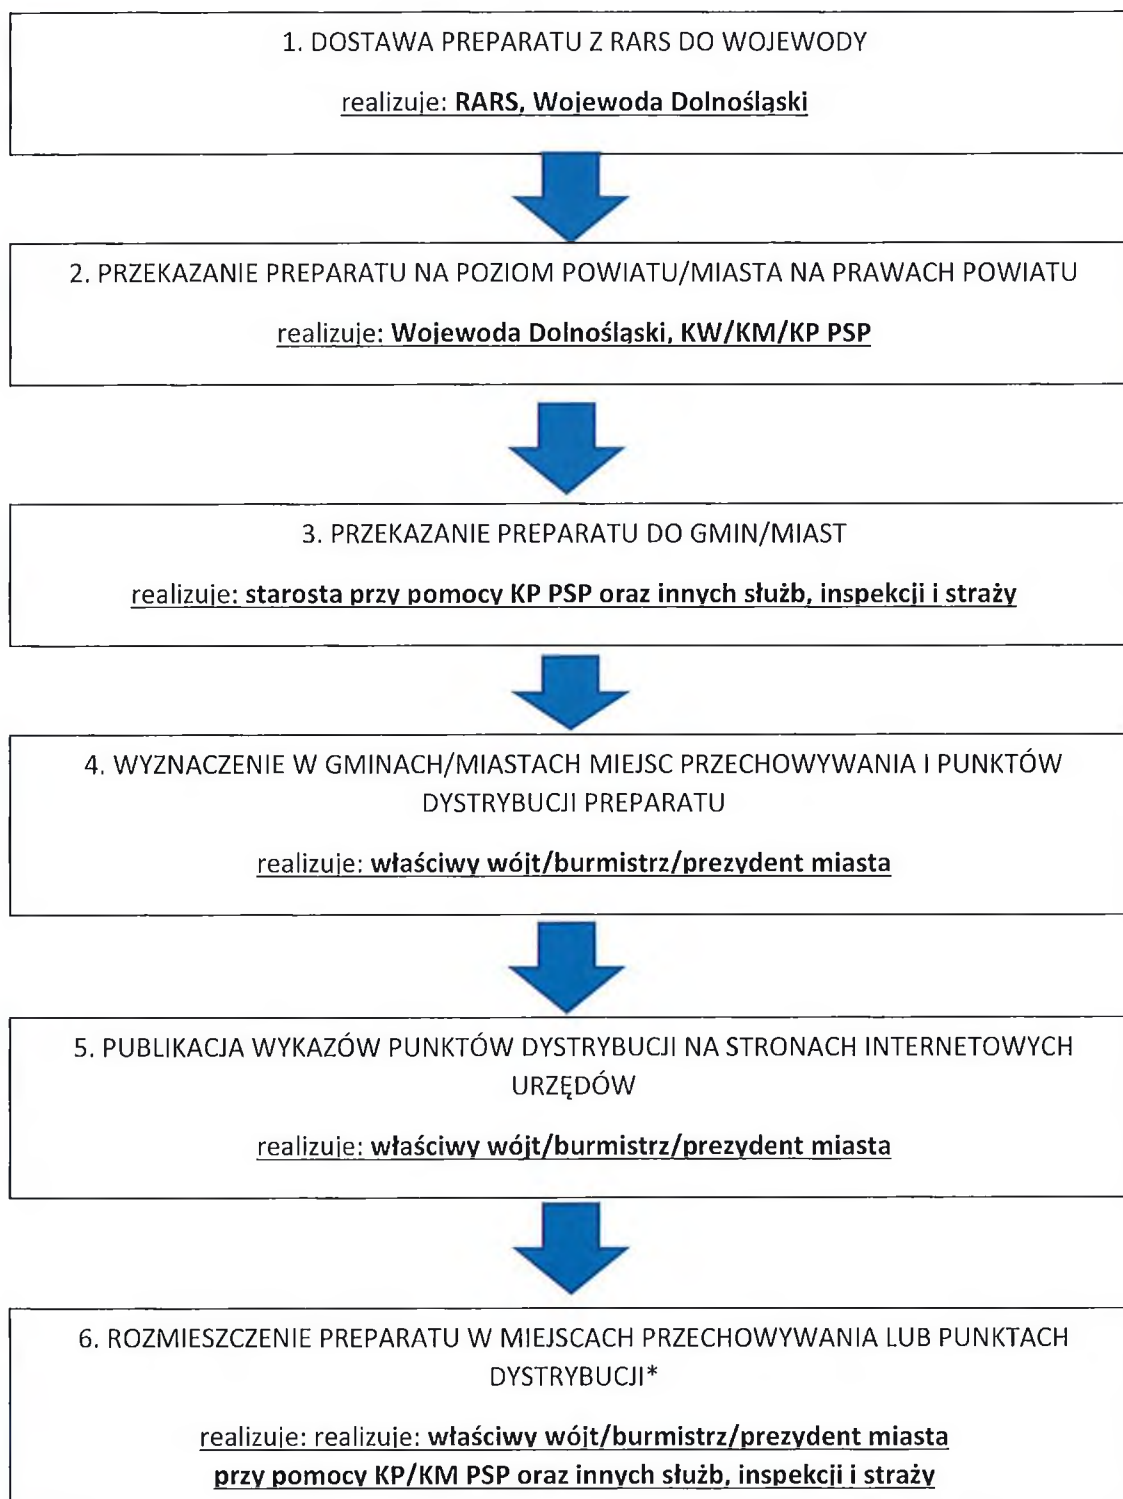 1. DOSTAWA PREPARATU Z RARS DO WOJEWODY
realizuje: RARS, Wojewoda Dolnośląski
2. PRZEKAZANIE PREPARATU NA POZIOM POWIATU/MIASTA NA PRAWACH POWIATU
realizuje: Wojewoda Dolnośląski, KW/KM/KP PSP
3. PRZEKAZANIE PREPARATU DO GMIN/MIAST
realizuje: starosta przy pomocy KP PSP oraz innych służb, inspekcji i straży
4. WYZNACZENIE W GMINACH/MIASTACH MIEJSC PRZECHOWYWANIA I PUNKTÓW
DYSTRYBUCJI PREPARATU
realizuje: właściwy wójt/burmistrz/prezydent miasta
5. PUBLIKACJA WYKAZÓW PUNKTÓW DYSTRYBUCJI NA STRONACH INTERNETOWYCH
URZĘDÓW
realizuje: właściwy wójt/burmistrz/prezydent miasta
6. ROZMIESZCZENIE PREPARATU W MIEJSCACH PRZECHOWYWANIA LUB PUNKTACH
DYSTRYBUCJI*
realizuje: realizuje: właściwy wójt/burmistrz/prezydent miasta
przy pomocy KP/KM PSP oraz innych służb, inspekcji i straży